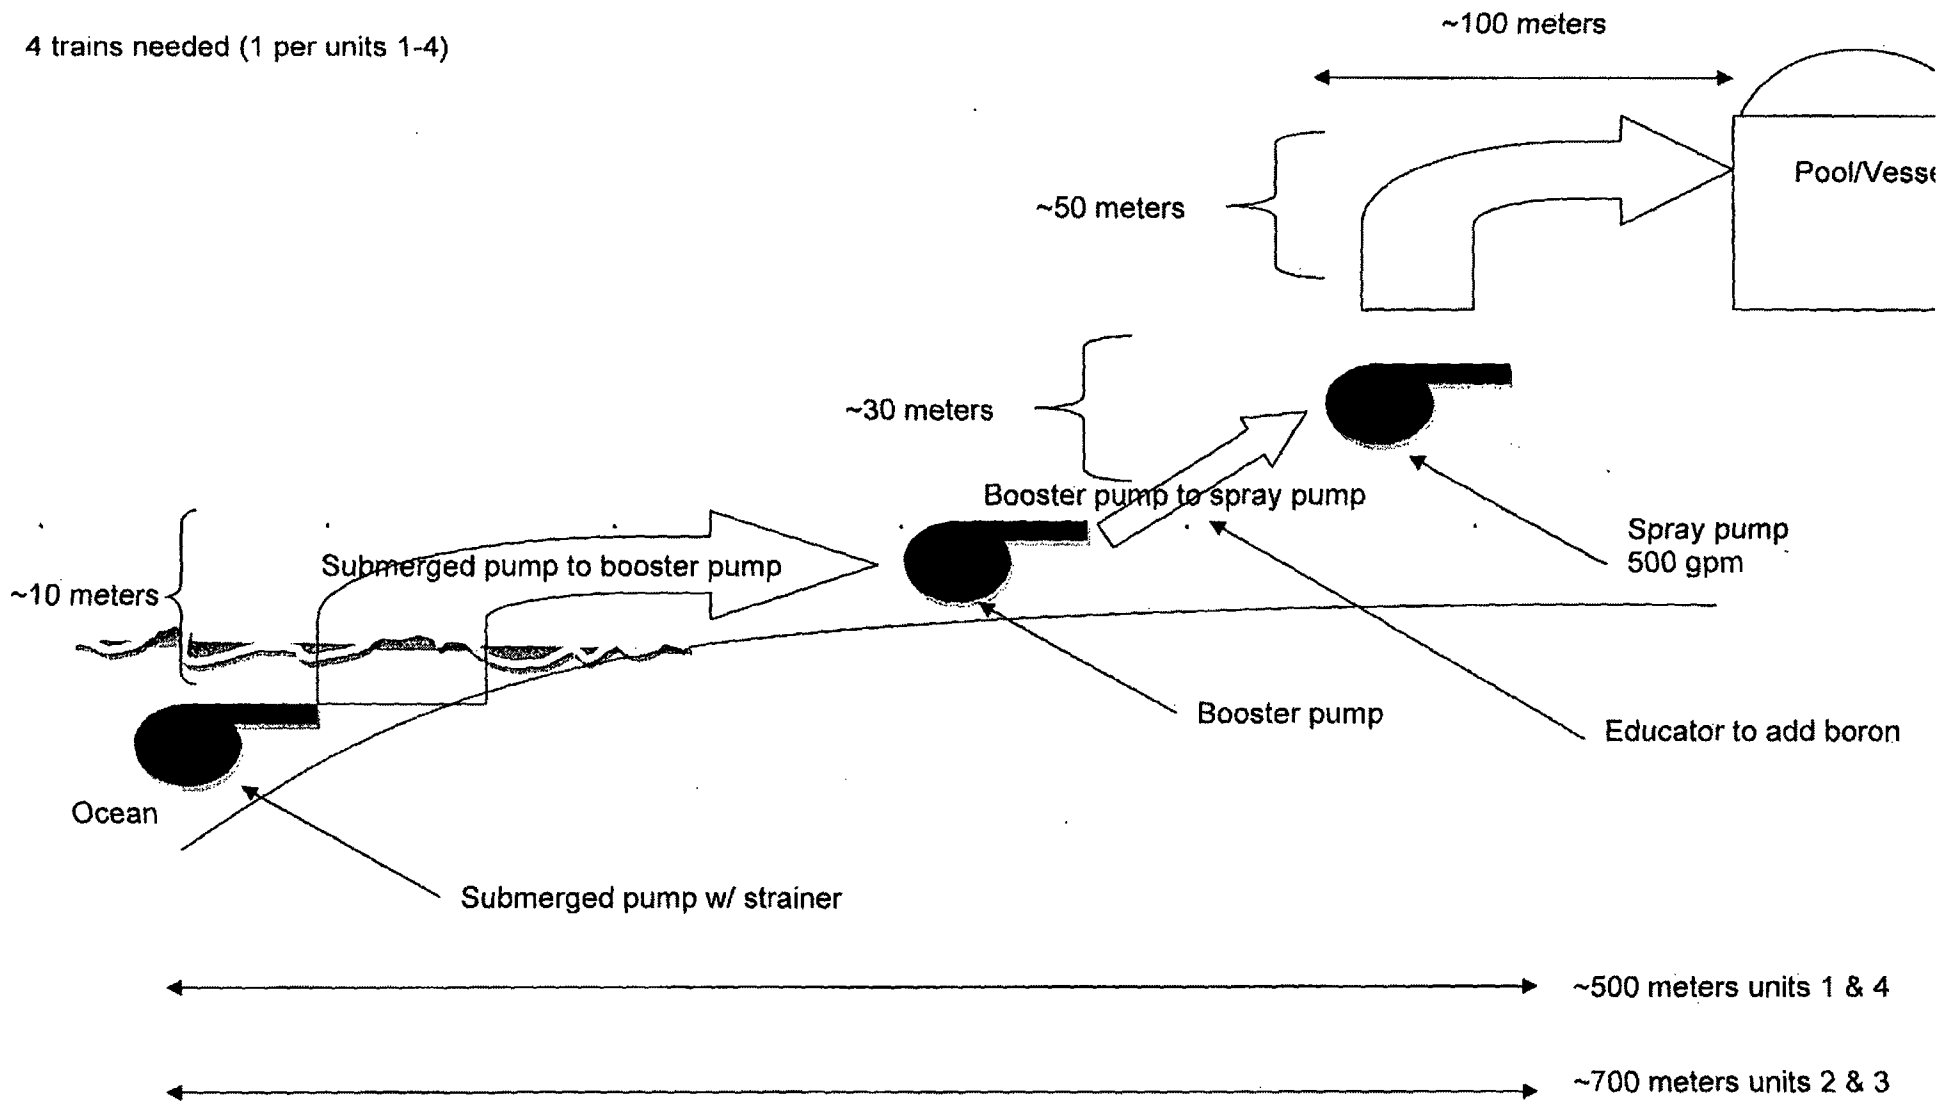 4 trains needed (1 per units 1-4)
~100 meters
Pool/Vesse
~50 meters
~30 meters
Booster pump to spray pump
Spray pump
500 gpm
Submerged pump to booster pump
~10 meters
Booster pump
Educator to add boron
Ocean
Submerged pump w/ strainer
~500 meters units 1 & 4
~700 meters units 2 & 3